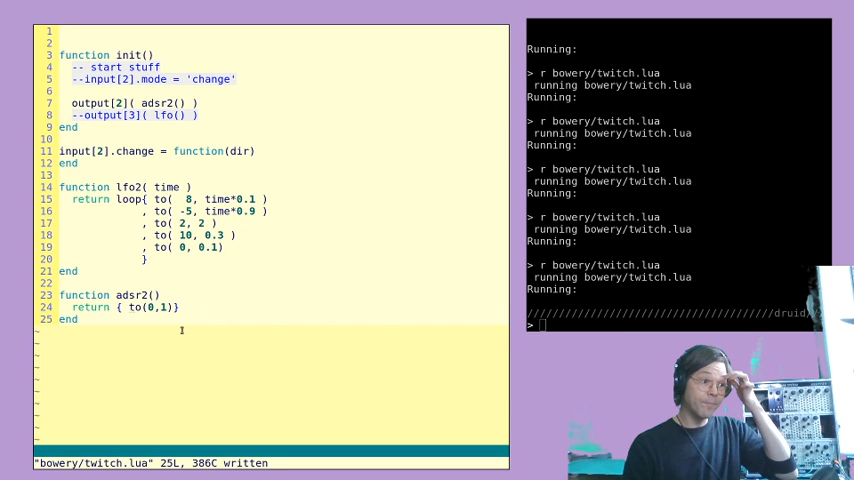 1
2
3 function init()
4 -- start stuff
5 --input[2].mode = 'change'
6
7 output[2]( adsr2() )
8 --output[3]( lfo() )
9 end
10
11 input[2].change = function(dir)
12 end
13
14 function lfo2( time )
15 return loop{ to( 8, time*0.1 )
16 , to( -5, time*0.9 )
17 , to( 2, 2 )
18 , to( 10, 0.3 )
19 , to( 0, 0.1)
20 }
21 end
22
23 function adsr2()
24 return { to(0,1)}
25 end
~
~
~
~
~
~
~
~
~
~
"bowery/twitch.lua" 25L, 386C written
Running:
> r bowery/twitch.lua
running bowery/twitch.lua
Running:
> r bowery/twitch.lua
running bowery/twitch.lua
Running:
> r bowery/twitch.lua
running bowery/twitch.lua
Running:
> r bowery/twitch.lua
running bowery/twitch.lua
Running:
> r bowery/twitch.lua
running bowery/twitch.lua
Running:
//////////////////////////////////////druid/
>